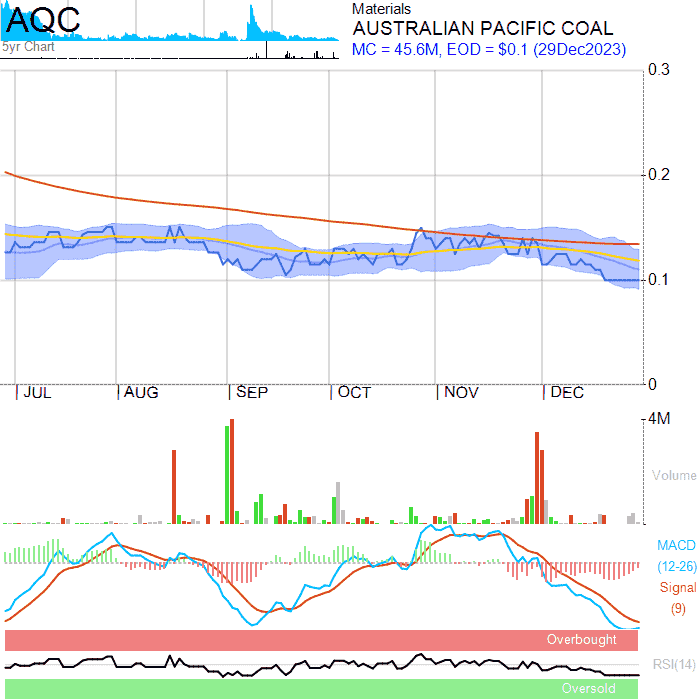 AQC
5yr Chart
Materials
AUSTRALIAN PACIFIC COAL
MC = 45.6M, EOD = $0.1 (29Dec2023)
0.3
0.2
0.1
0
JUL AUG SEP OCT NOV DEC
4M
Volume
MACD
(12-26)
Signal
(9)
Overbought
RSI(14)
Oversold